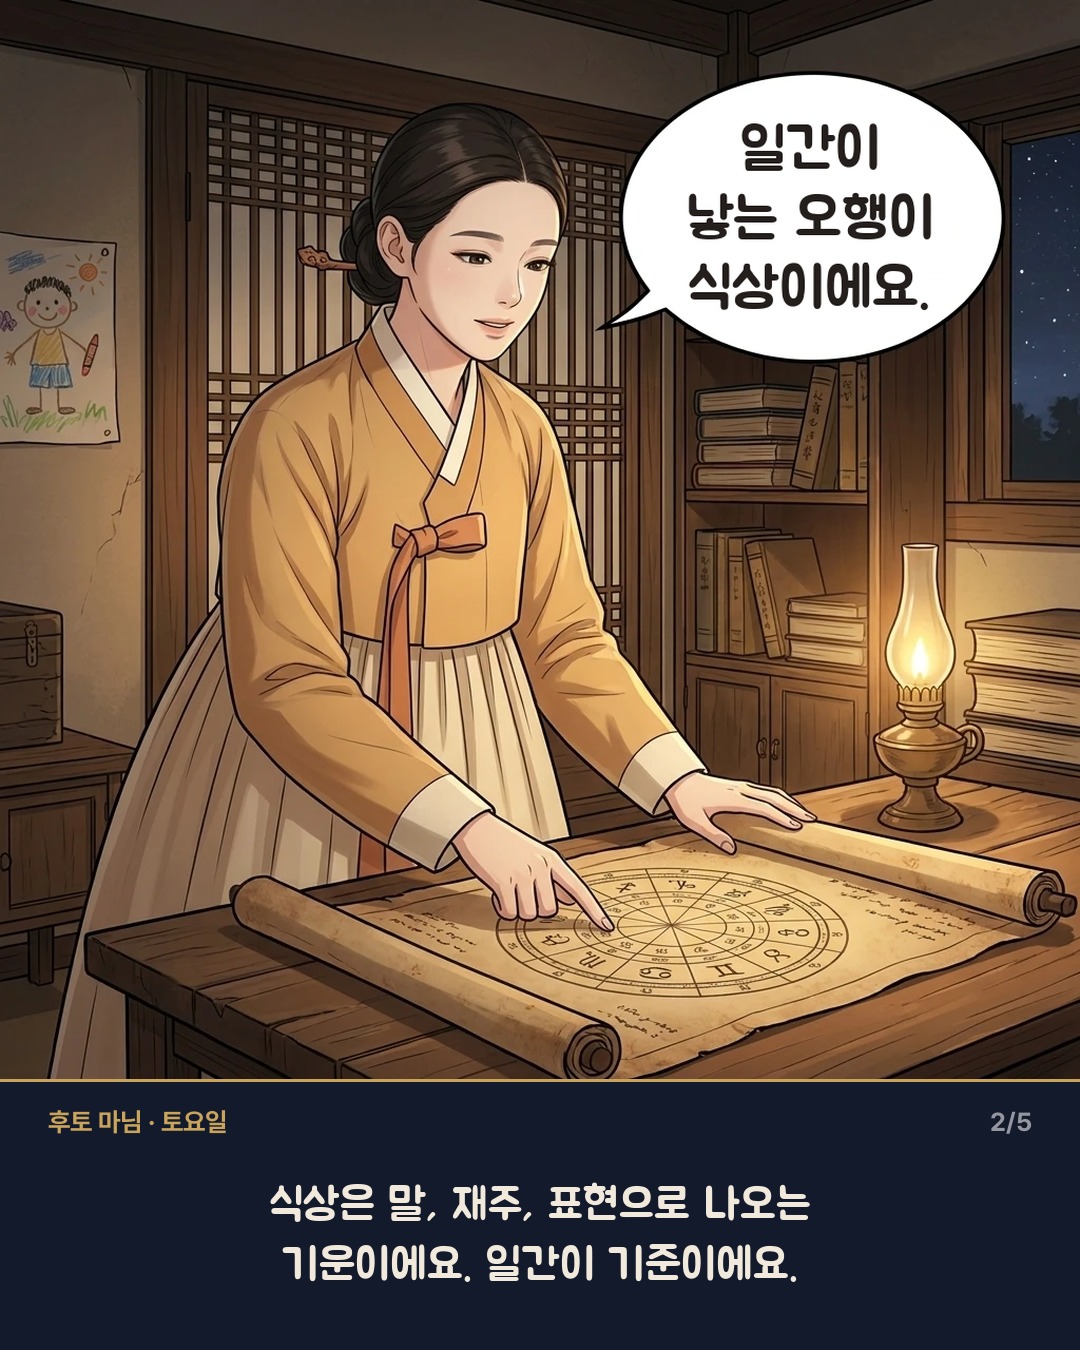 일간이
낳는 오행이
식상이에요.
후토 마님 · 토요일
2/5
식상은 말, 재주, 표현으로 나오는
기운이에요. 일간이 기준이에요.